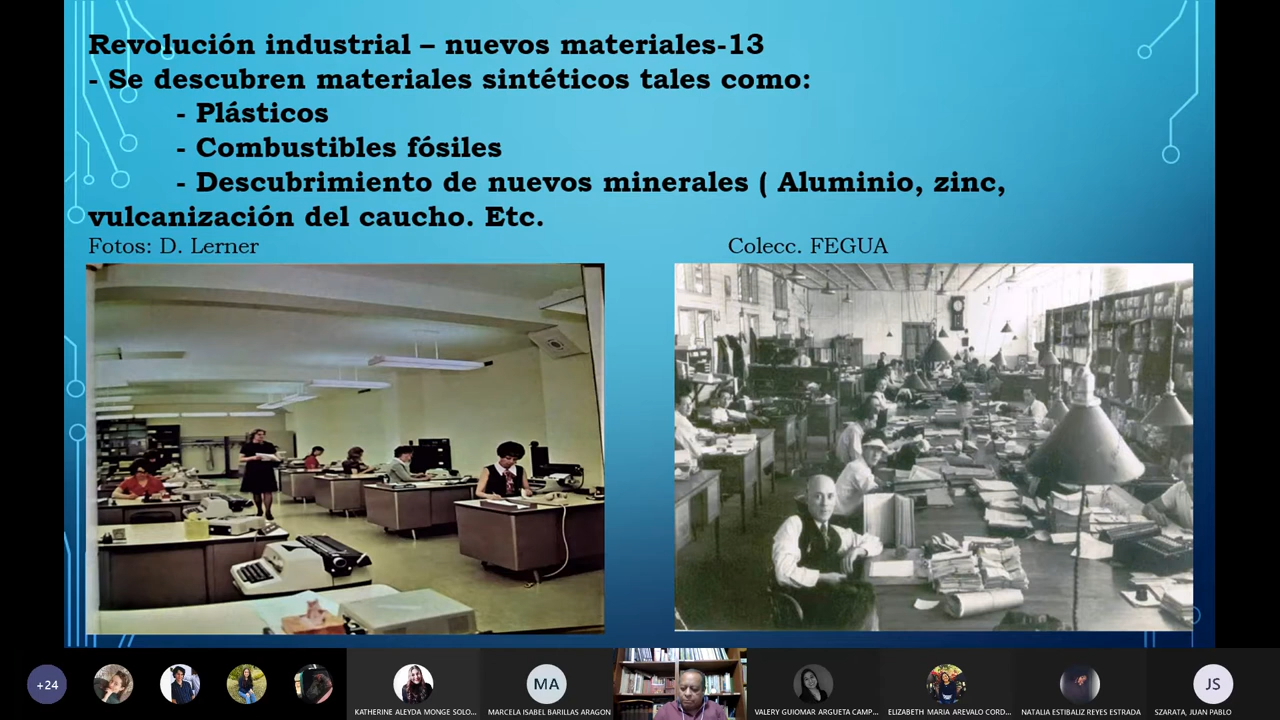 Revolución industrial – nuevos materiales-13
- Se descubren materiales sintéticos tales como:
- Plásticos
- Combustibles fósiles
- Descubrimiento de nuevos minerales ( Aluminio, zinc,
vulcanización del caucho. Etc.
Fotos: D. Lerner
Colecc. FEGUA
+24
KATHERINE ALEYDA MONGE SOLO...
MA
MARCELA ISABEL BARILLAS ARAGON
VALERY GUIOMAR ARGUETA CAMP...
ELIZABETH MARIA AREVALO CORD...
NATALIA ESTIBALIZ REYES ESTRADA
JS
SZARATA, JUAN PABLO